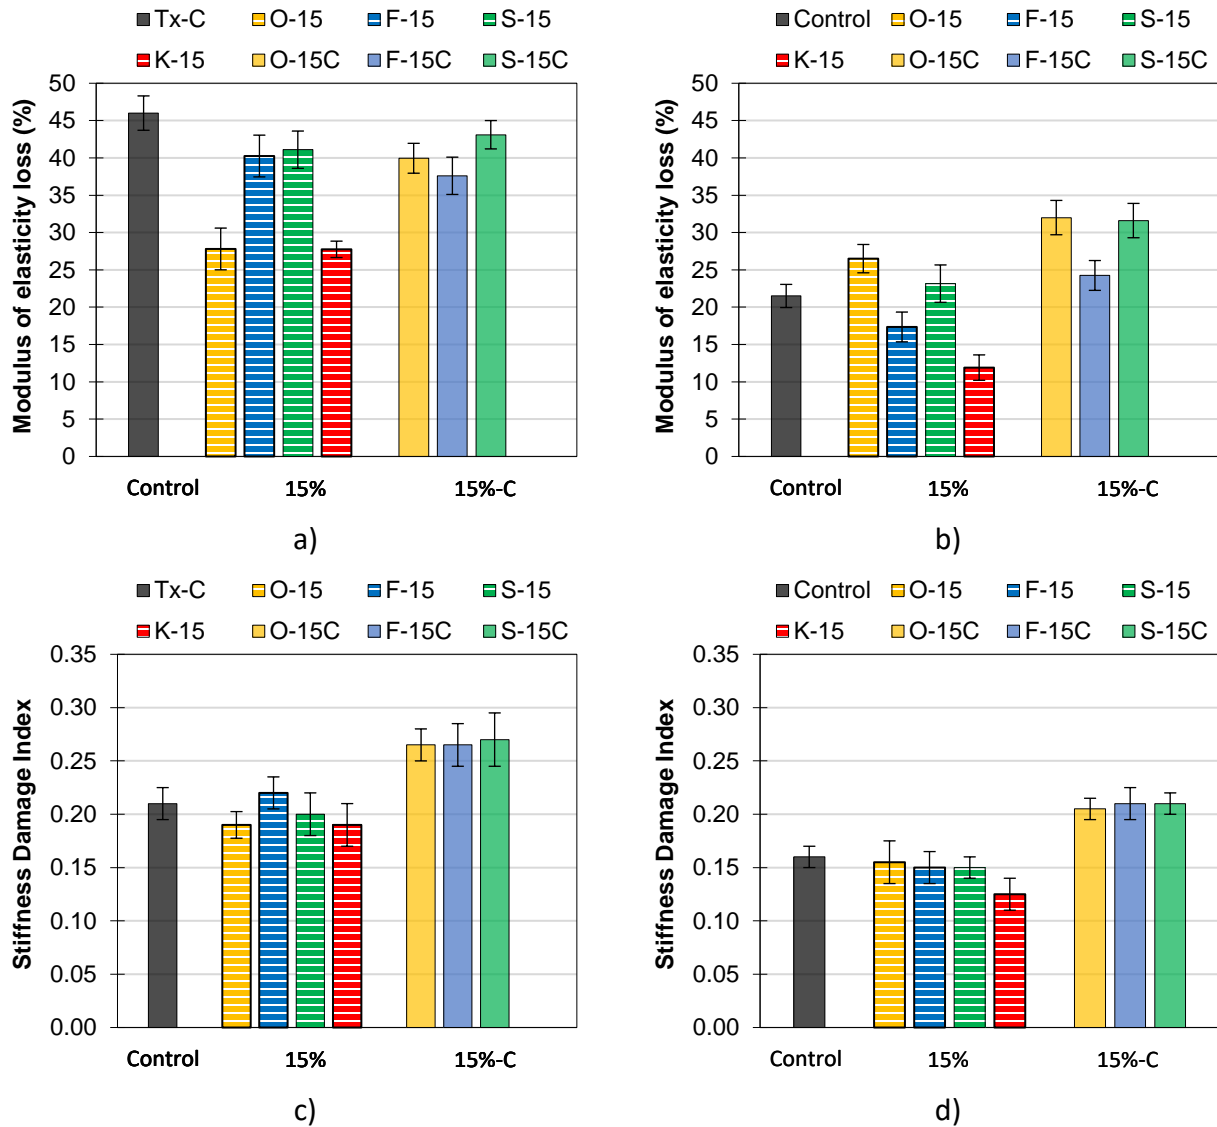 Tx-C O-15 F-15 S-15
K-15 O-15C F-15C S-15C
Modulus of elasticity loss (%)
50
45
40
35
30
25
20
15
10
5
0
Control 15% 15%-C
a)
Control O-15 F-15 S-15
K-15 O-15C F-15C S-15C
Modulus of elasticity loss (%)
50
45
40
35
30
25
20
15
10
5
0
Control 15% 15%-C
b)
Tx-C O-15 F-15 S-15
K-15 O-15C F-15C S-15C
Stiffness Damage Index
0.35
0.30
0.25
0.20
0.15
0.10
0.05
0.00
Control 15% 15%-C
c)
Control O-15 F-15 S-15
K-15 O-15C F-15C S-15C
Stiffness Damage Index
0.35
0.30
0.25
0.20
0.15
0.10
0.05
0.00
Control 15% 15%-C
d)